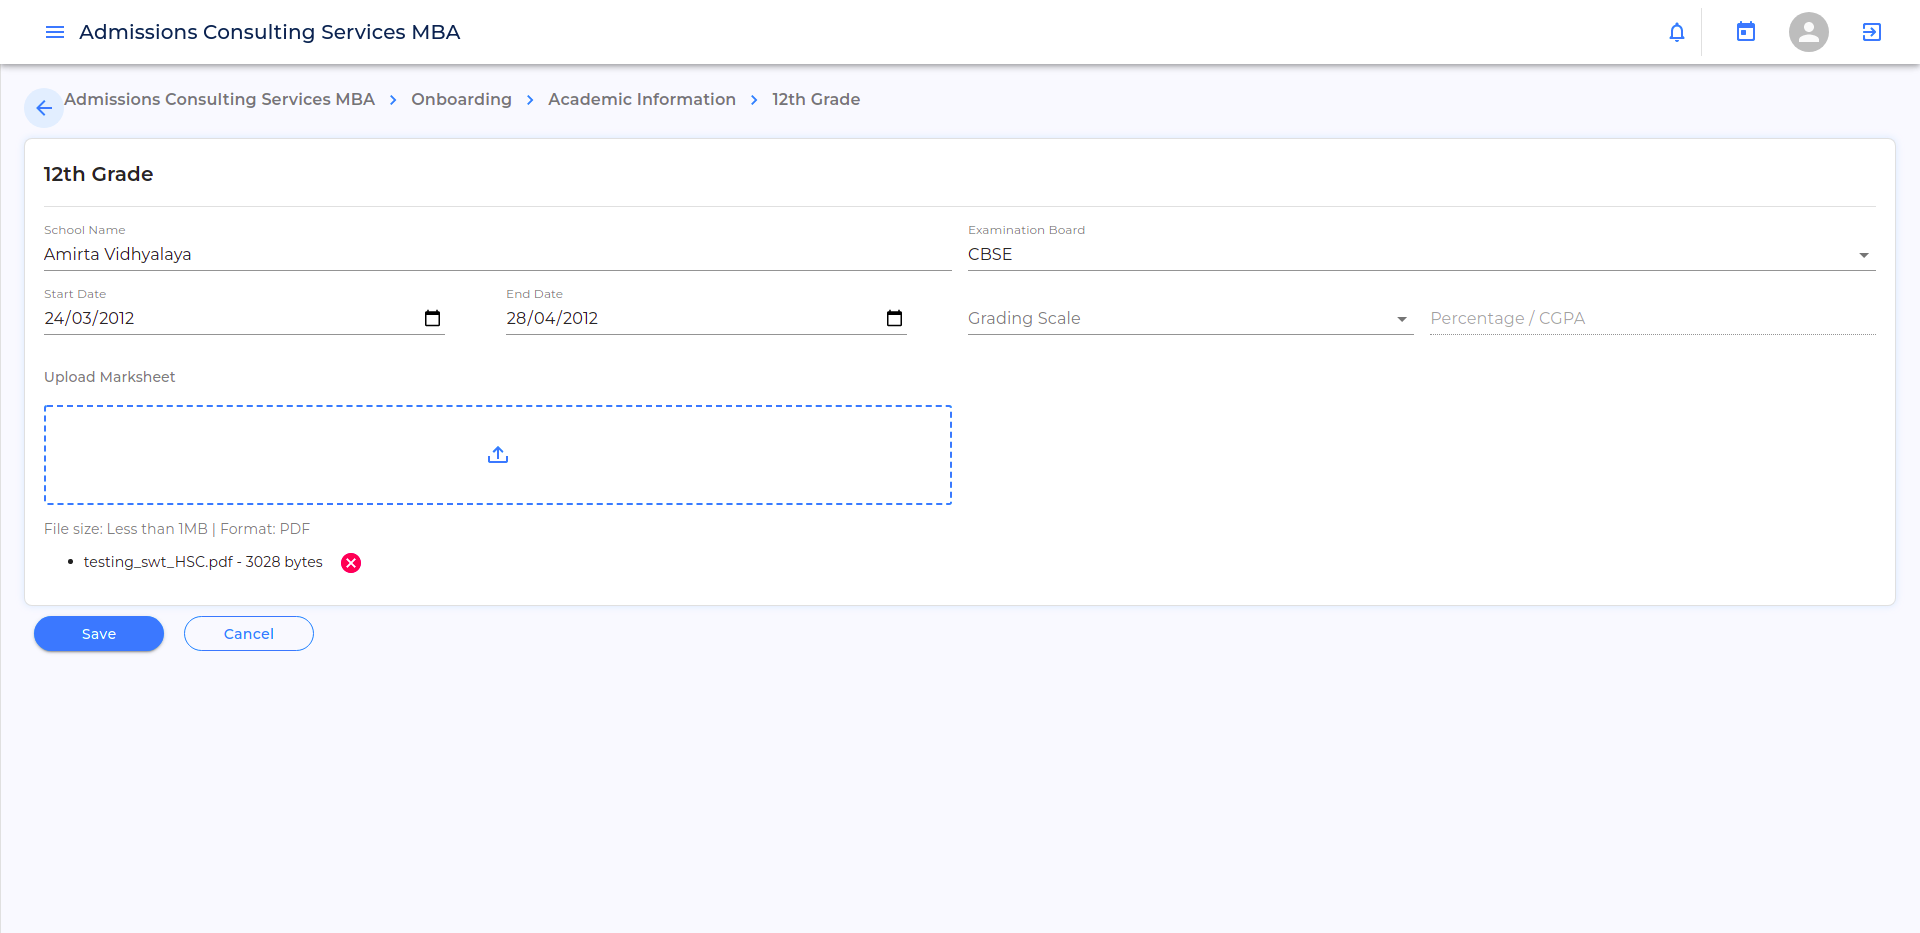 Admissions Consulting Services MBA
Admissions Consulting Services MBA > Onboarding > Academic Information > 12th Grade
12th Grade
School Name
Amirta Vidhyalaya
Examination Board
CBSE
Start Date
24/03/2012
End Date
28/04/2012
Grading Scale
Percentage / CGPA
Upload Marksheet
File size: Less than 1MB | Format: PDF
• testing_swt_HSC.pdf - 3028 bytes
Save
Cancel